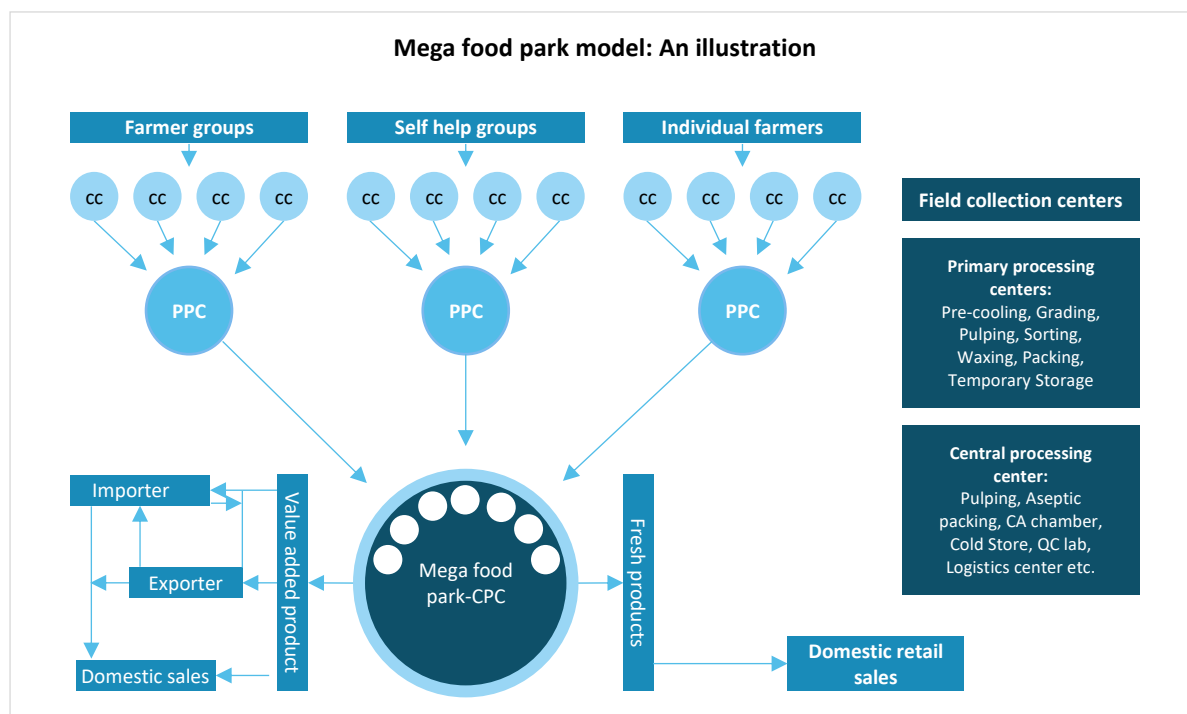 Mega food park model: An illustration
Farmer groups
Self help groups
Individual farmers
cc
cc
cc
cc
cc
cc
cc
cc
cc
cc
cc
cc
Field collection centers
PPC
PPC
PPC
Primary processing
centers:
Pre-cooling, Grading,
Pulping, Sorting,
Waxing, Packing,
Temporary Storage
Central processing
center:
Pulping, Aseptic
packing, CA chamber,
Cold Store, QC lab,
Logistics center etc.
Importer
Exporter
Domestic sales
Value added product
Mega food
park-CPC
Fresh products
Domestic retail
sales